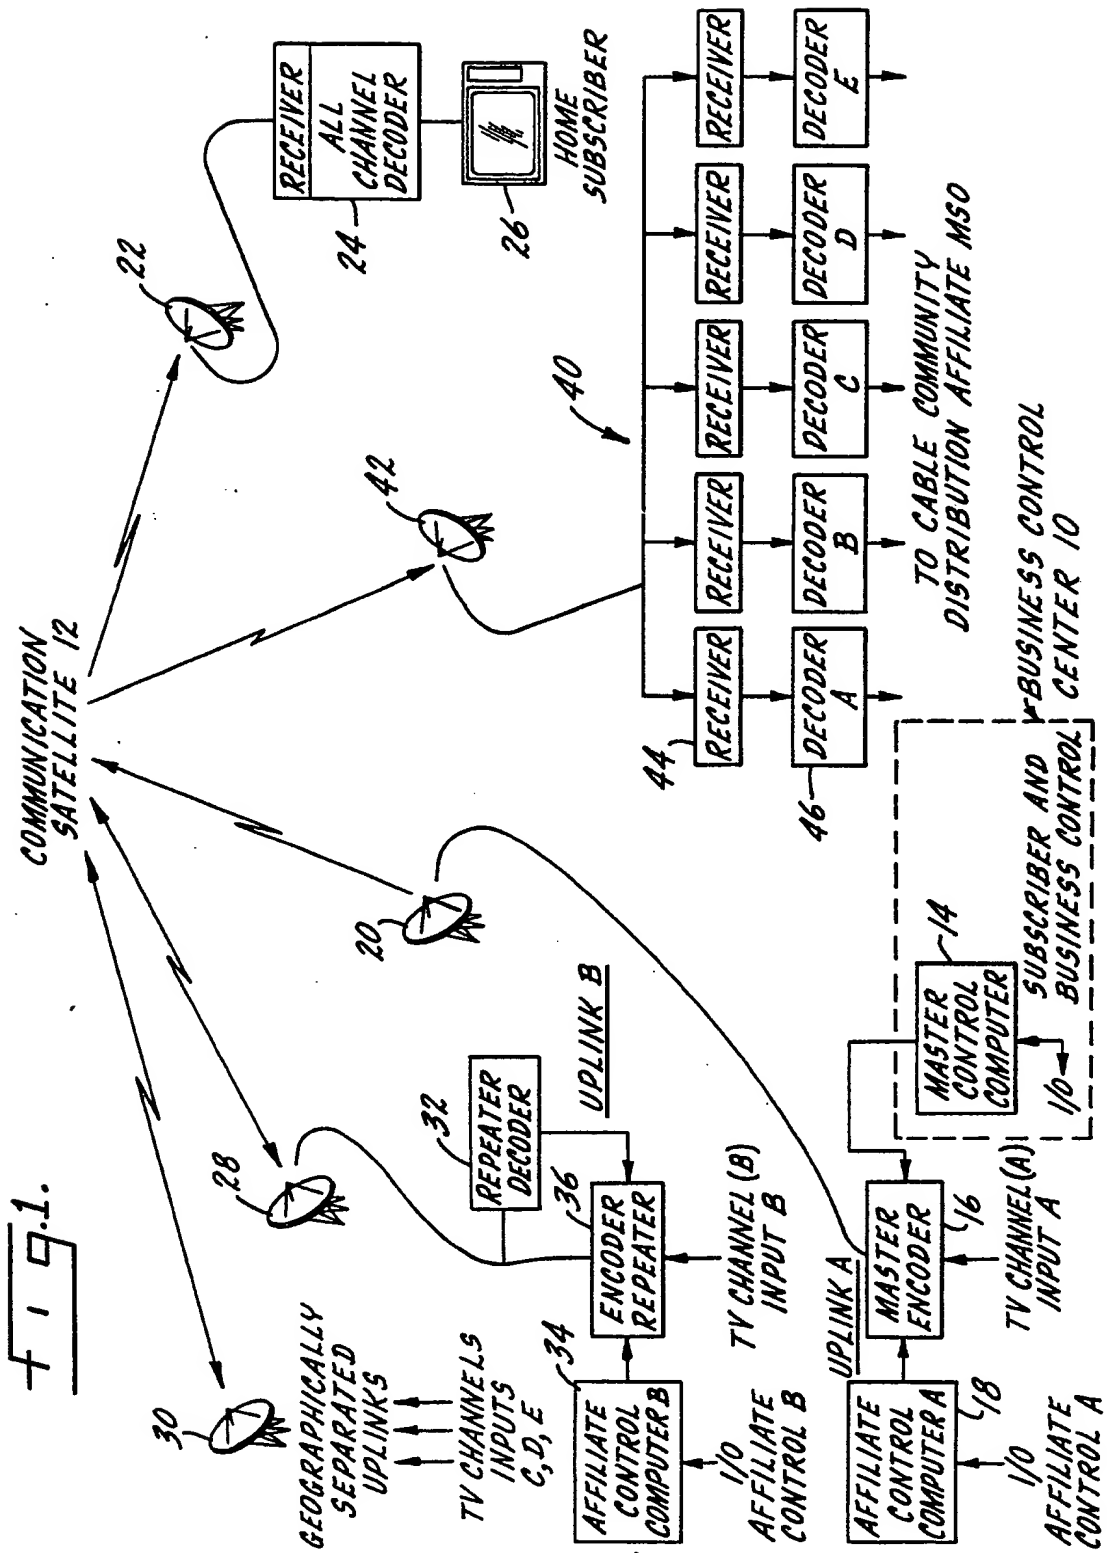 Fig.1.
COMMUNICATION
SATELLITE 12
30
GEOGRAPHICALLY
SEPARATED
UPLINKS
TV CHANNELS
INPUTS
C,D,E
28
20
42
22
RECEIVER
ALL
CHANNEL
DECODER
24
26
HOME
SUBSCRIBER
32
REPEATER
DECODER
UPLINK B
36
ENCODER
REPEATER
34
AFFILIATE
CONTROL
COMPUTER B
TV CHANNEL (B)
INPUT B
I/O
AFFILIATE
CONTROL B
40
44
RECEIVER
RECEIVER
RECEIVER
RECEIVER
RECEIVER
46
DECODER
A
DECODER
B
DECODER
C
DECODER
D
DECODER
E
TO CABLE COMMUNITY
DISTRIBUTION AFFILIATE MSO
UPLINK A
MASTER
ENCODER
16
AFFILIATE
CONTROL
COMPUTER A
18
TV CHANNEL (A)
INPUT A
I/O
AFFILIATE
CONTROL A
MASTER
CONTROL
COMPUTER
14
I/O
SUBSCRIBER AND
BUSINESS CONTROL
BUSINESS CONTROL
CENTER 10